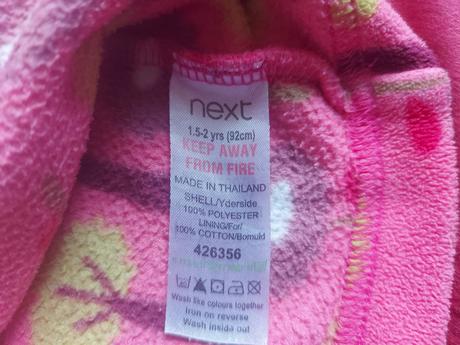 next
1.5-2 yrs (92cm)
KEEP AWAY
FROM FIRE
MADE IN THAILAND
SHELL/Yderside
100% POLYESTER
LINING/For/
100% COTTON/Bomuld
426356
Wash like colours together
Iron on reverse
Wash inside out